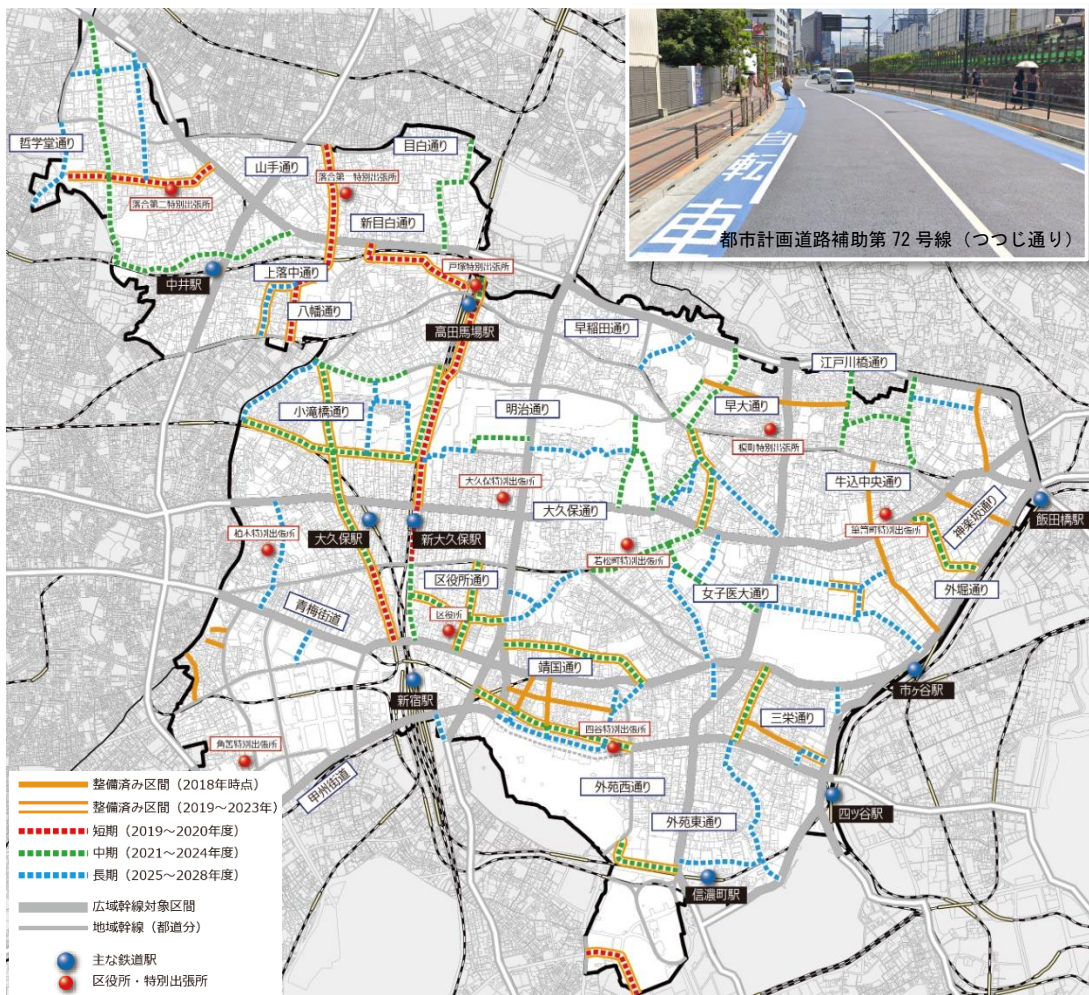 自転車
都市計画道路補助第 72 号線（つつじ通り）
哲学堂通り
山手通り
目白通り
落合第一特別出張所
落合第二特別出張所
新目白通り
上落中通り
戸塚特別出張所
中井駅
八幡通り
高田馬場駅
早稲田通り
江戸川橋通り
小滝橋通り
明治通り
早大通り
榎町特別出張所
大久保特別出張所
牛込中央通り
大久保通り
神楽坂通り
飯田橋駅
柏木特別出張所
大久保駅
新大久保駅
若松町特別出張所
箪笥町特別出張所
区役所通り
女子医大通り
外堀通り
青梅街道
区役所
靖国通り
市ヶ谷駅
新宿駅
四谷特別出張所
三栄通り
角筈特別出張所
甲州街道
外苑西通り
四ツ谷駅
外苑東通り
信濃町駅
整備済み区間（2018年時点）
整備済み区間（2019～2023年）
短期（2019～2020年度）
中期（2021～2024年度）
長期（2025～2028年度）
広域幹線対象区間
地域幹線（都道分）
主な鉄道駅
区役所・特別出張所